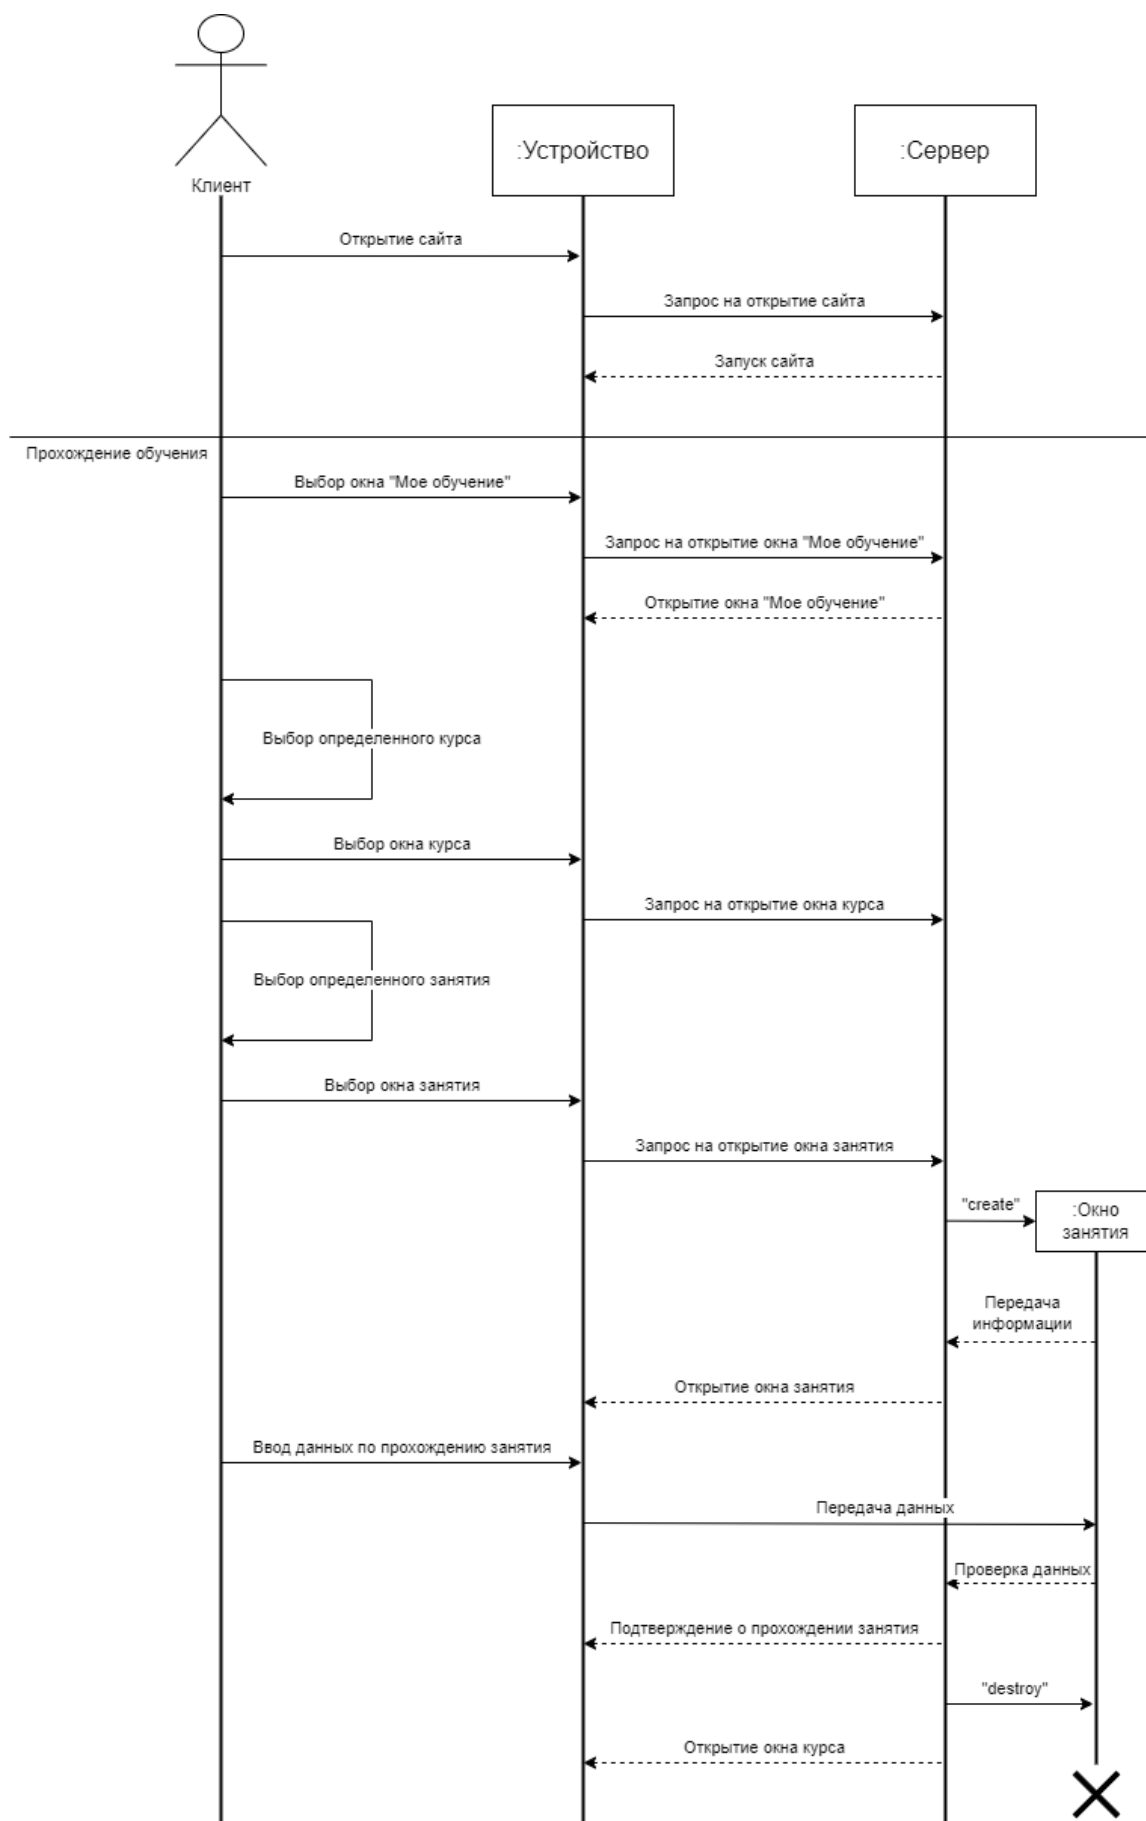 :Устройство
:Сервер
Клиент
Открытие сайта
Запрос на открытие сайта
Запуск сайта
Прохождение обучения
Выбор окна "Мое обучение"
Запрос на открытие окна "Мое обучение"
Открытие окна "Мое обучение"
Выбор определенного курса
Выбор окна курса
Запрос на открытие окна курса
Выбор определенного занятия
Выбор окна занятия
Запрос на открытие окна занятия
"create"
:Окно
занятия
Передача
информации
Открытие окна занятия
Ввод данных по прохождению занятия
Передача данных
Проверка данных
Подтверждение о прохождении занятия
"destroy"
Открытие окна курса